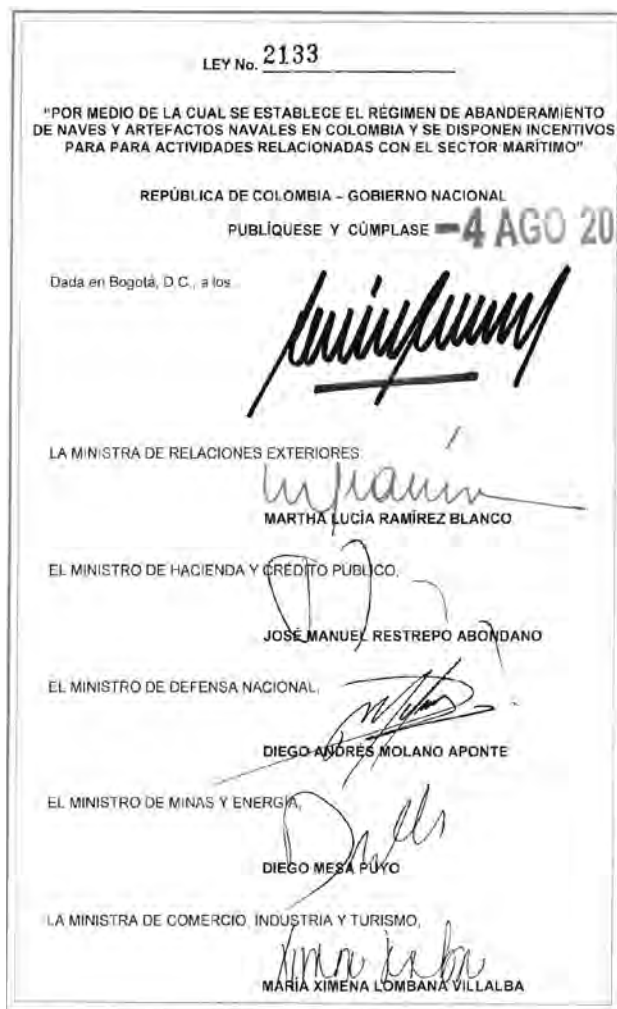 LEY No. 2133
"POR MEDIO DE LA CUAL SE ESTABLECE EL RÉGIMEN DE ABANDERAMIENTO
DE NAVES Y ARTEFACTOS NAVALES EN COLOMBIA Y SE DISPONEN INCENTIVOS
PARA PARA ACTIVIDADES RELACIONADAS CON EL SECTOR MARÍTIMO"
REPÚBLICA DE COLOMBIA – GOBIERNO NACIONAL
PUBLÍQUESE Y CÚMPLASE -4 AGO 20
Dada en Bogotá, D.C., a los
LA MINISTRA DE RELACIONES EXTERIORES
MARTHA LUCÍA RAMÍREZ BLANCO
EL MINISTRO DE HACIENDA Y CRÉDITO PÚBLICO,
JOSÉ MANUEL RESTREPO ABONDANO
EL MINISTRO DE DEFENSA NACIONAL,
DIEGO ANDRÉS MOLANO APONTE
EL MINISTRO DE MINAS Y ENERGÍA,
DIEGO MESA PUYO
LA MINISTRA DE COMERCIO, INDUSTRIA Y TURISMO,
MARÍA XIMENA LOMBANA VILLALBA